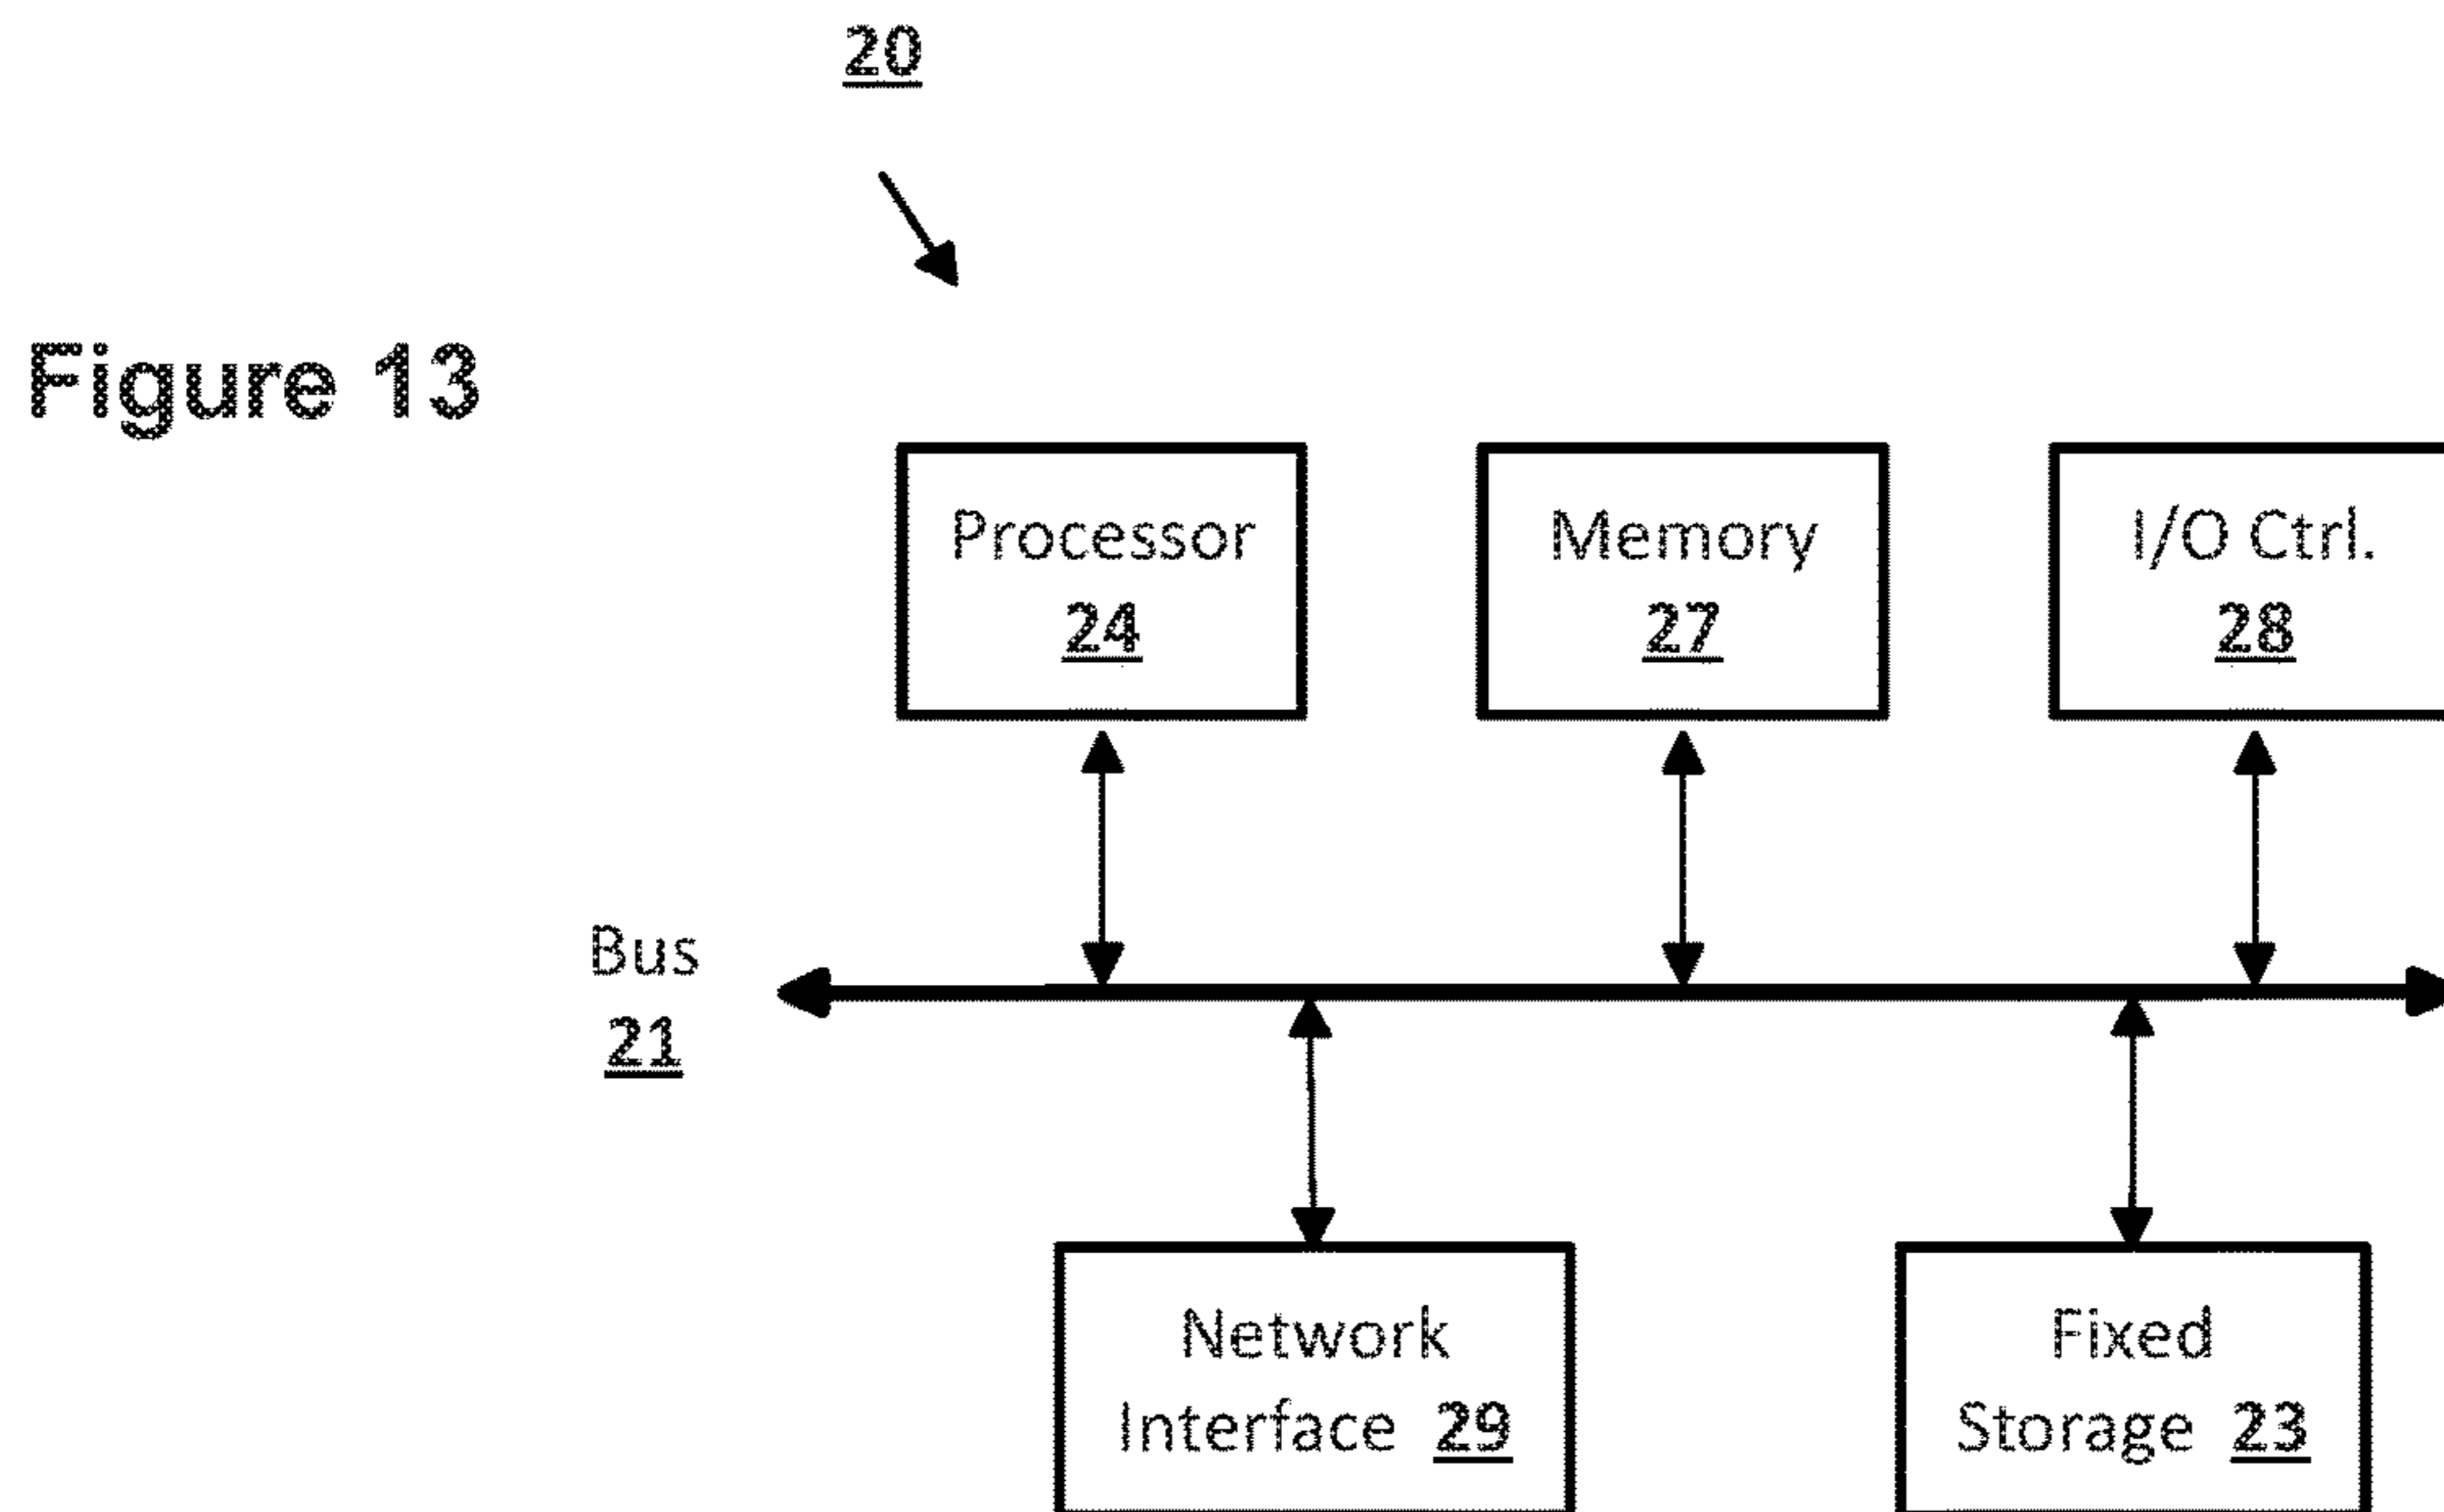 20
Figure 13
Processor
24
Memory
27
I/O Ctrl.
28
Bus
21
Network
Interface 29
Fixed
Storage 23